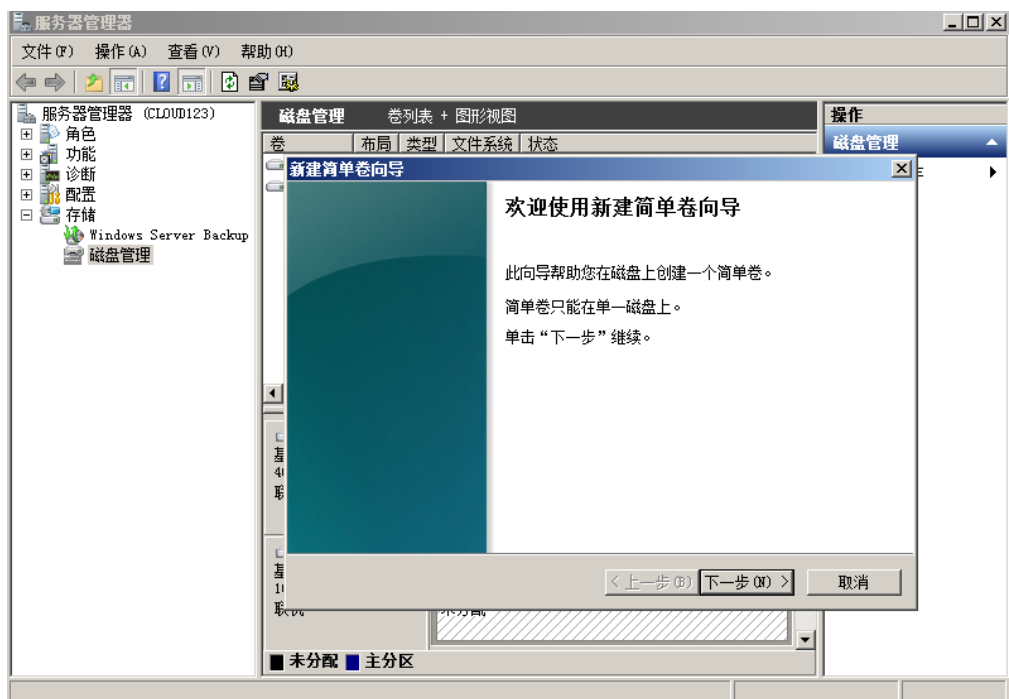 服务器管理器
文件(F) 操作(A) 查看(V) 帮助(H)
服务器管理器 (CLOUD123)
角色
功能
诊断
配置
存储
Windows Server Backup
磁盘管理
磁盘管理 卷列表 + 图形视图
卷 布局 类型 文件系统 状态
新建简单卷向导
欢迎使用新建简单卷向导
此向导帮助您在磁盘上创建一个简单卷。
简单卷只能在单一磁盘上。
单击“下一步”继续。
<上一步(B) 下一步(N) > 取消
基
联机
未分配
未分配 主分区
操作
磁盘管理